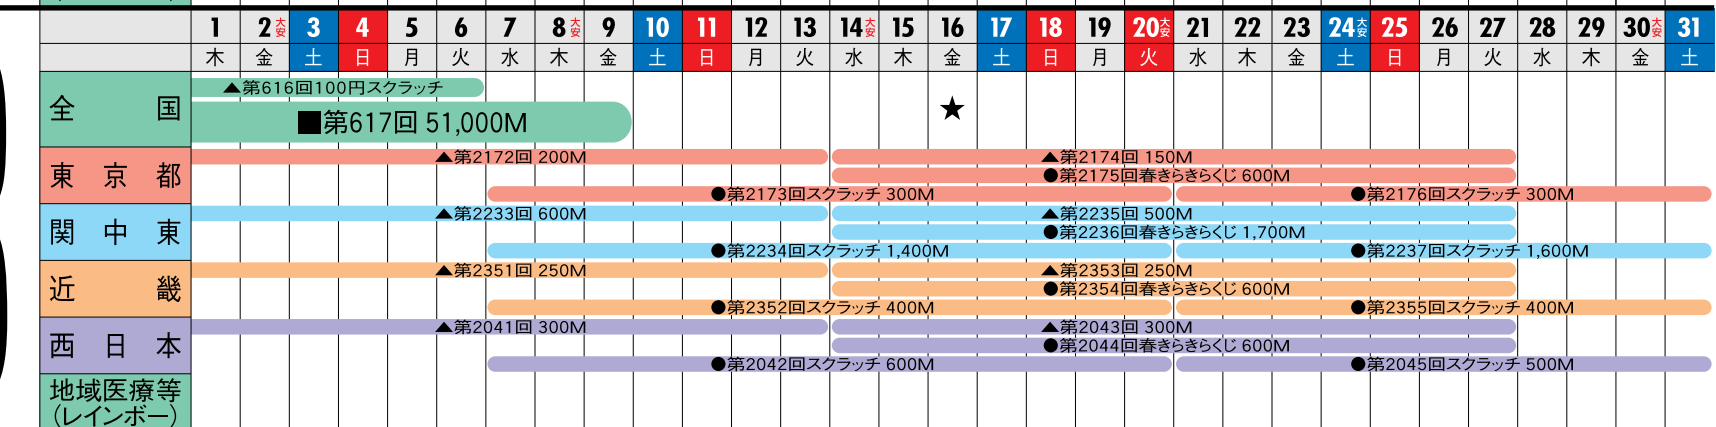 1 2大安 3 4 5 6 7 8大安 9 10 11 12 13 14大安 15 16 17 18 19 20大安 21 22 23 24大安 25 26 27 28 29 30大安 31
木 金 土 日 月 火 水 木 金 土 日 月 火 水 木 金 土 日 月 火 水 木 金 土 日 月 火 水 木 金 土
全国
▲第616回100円スクラッチ
■第617回 51,000M
★
東京都
▲第2172回 200M ▲第2174回 150M
●第2175回春きらきらくじ 600M
●第2173回スクラッチ 300M ●第2176回スクラッチ 300M
関中東
▲第2233回 600M ▲第2235回 500M
●第2236回春きらきらくじ 1,700M
●第2234回スクラッチ 1,400M ●第2237回スクラッチ 1,600M
近畿
▲第2351回 250M ▲第2353回 250M
●第2354回春きらきらくじ 600M
●第2352回スクラッチ 400M ●第2355回スクラッチ 400M
西日本
▲第2041回 300M ▲第2043回 300M
●第2044回春きらきらくじ 600M
●第2042回スクラッチ 600M ●第2045回スクラッチ 500M
地域医療等
(レインボー)